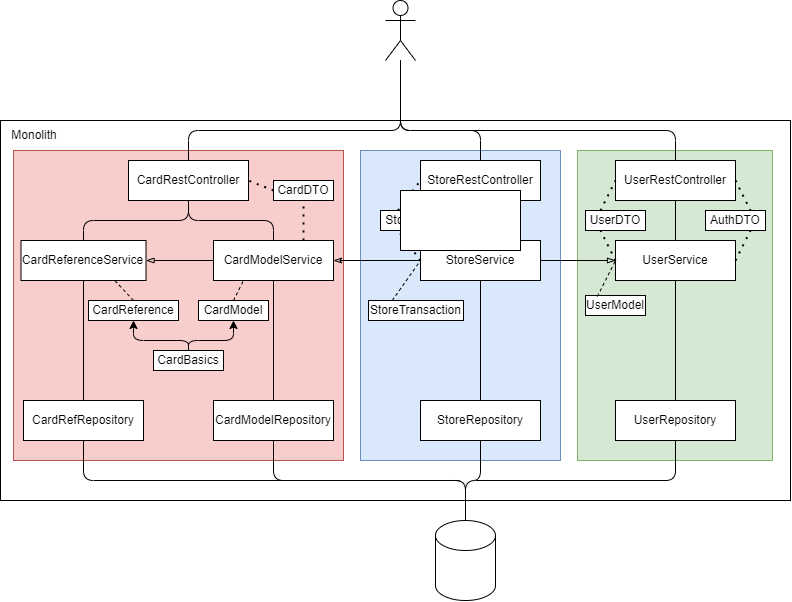 Monolith
CardRestController
StoreRestController
UserRestController
CardDTO
UserDTO
AuthDTO
CardReferenceService
CardModelService
StoreService
UserService
CardReference
CardModel
StoreTransaction
UserModel
CardBasics
CardRefRepository
CardModelRepository
StoreRepository
UserRepository